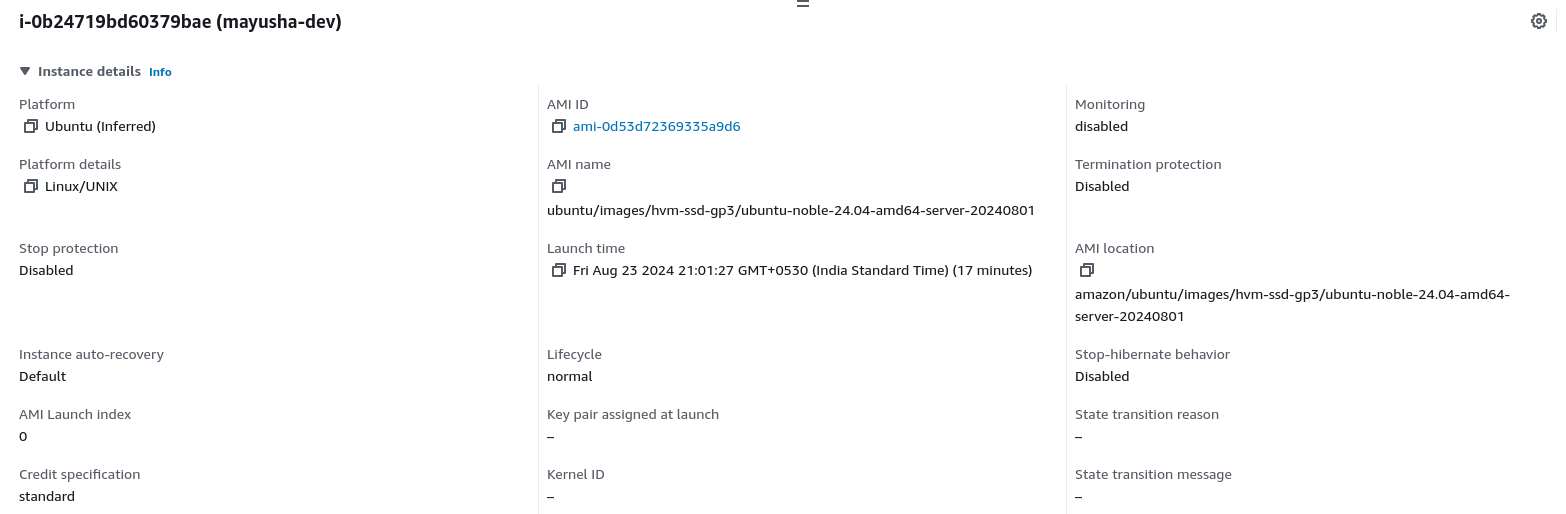 i-0b24719bd60379bae (mayusha-dev)
Instance details Info
Platform
Ubuntu (Inferred)
AMI ID
ami-0d53d72369335a9d6
Monitoring
disabled
Platform details
Linux/UNIX
AMI name
ubuntu/images/hvm-ssd-gp3/ubuntu-noble-24.04-amd64-server-20240801
Termination protection
Disabled
Stop protection
Disabled
Launch time
Fri Aug 23 2024 21:01:27 GMT+0530 (India Standard Time) (17 minutes)
AMI location
amazon/ubuntu/images/hvm-ssd-gp3/ubuntu-noble-24.04-amd64-
server-20240801
Instance auto-recovery
Default
Lifecycle
normal
Stop-hibernate behavior
Disabled
AMI Launch index
0
Key pair assigned at launch
–
State transition reason
–
Credit specification
standard
Kernel ID
–
State transition message
–